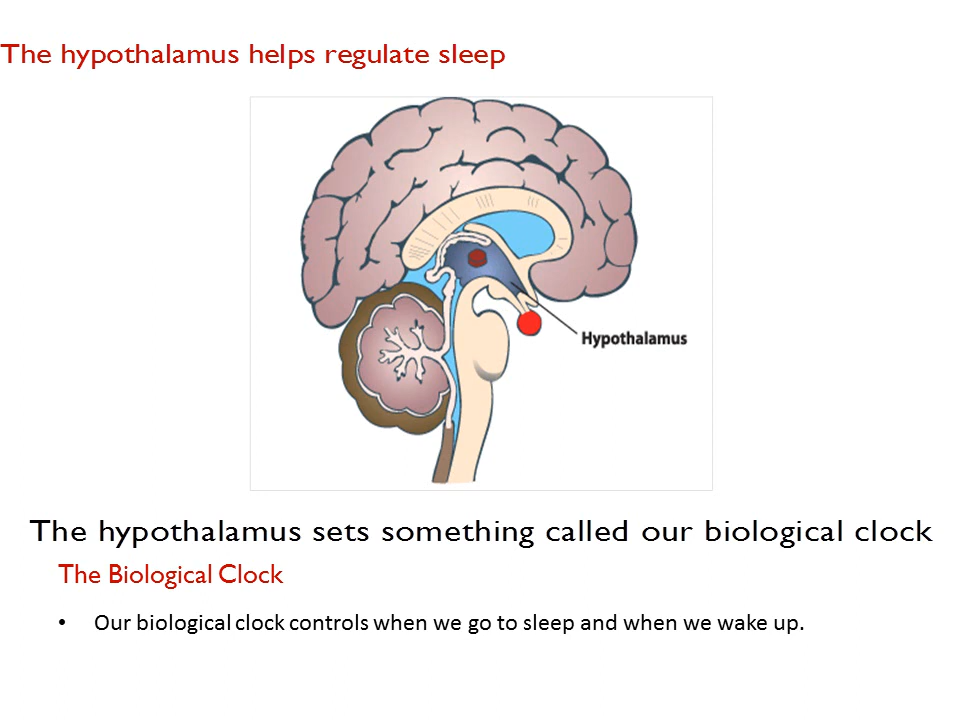 The hypothalamus helps regulate sleep
Hypothalamus
The hypothalamus sets something called our biological clock
The Biological Clock
• Our biological clock controls when we go to sleep and when we wake up.